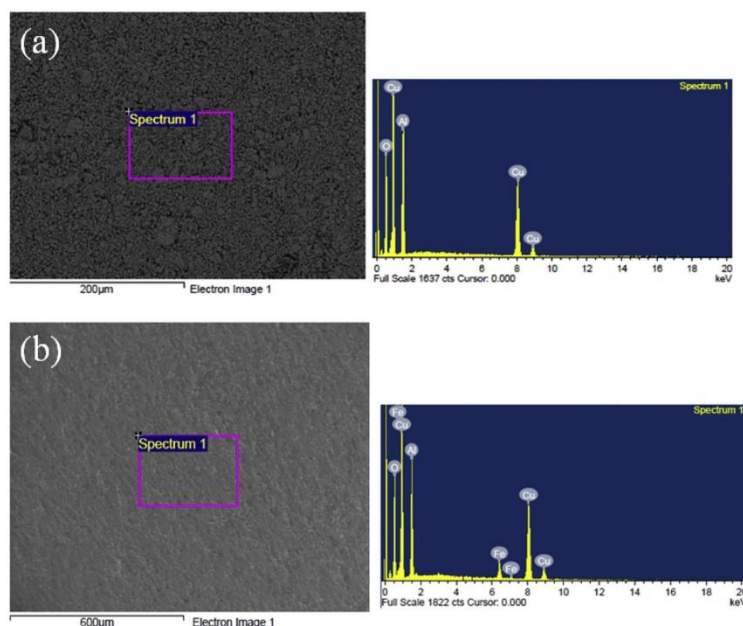 (a)
Spectrum 1
200µm
Electron Image 1
Spectrum 1
Cu
Al
O
Cu
Cu
0 2 4 6 8 10 12 14 16 18 20
Full Scale 1637 cts Cursor: 0.000
keV
(b)
Spectrum 1
600µm
Electron Image 1
Spectrum 1
Fe
Cu
Al
O
Cu
Fe
Fe
Cu
0 2 4 6 8 10 12 14 16 18 20
Full Scale 1822 cts Cursor: 0.000
keV